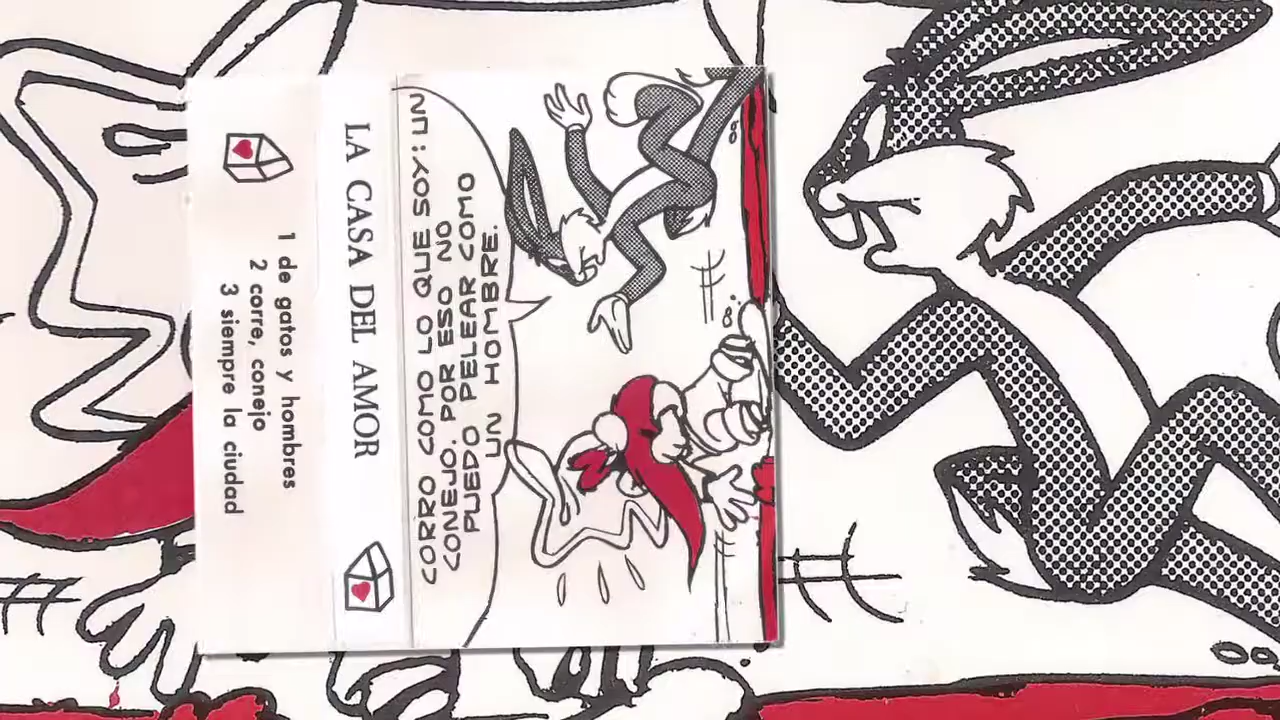 1 de gatos y hombres
2 corre, conejo
3 siempre la ciudad
LA CASA DEL AMOR
CORRO COMO LO QUE SOY: UN
CONEJO. POR ESO NO
PUEDO PELEAR COMO
UN HOMBRE.